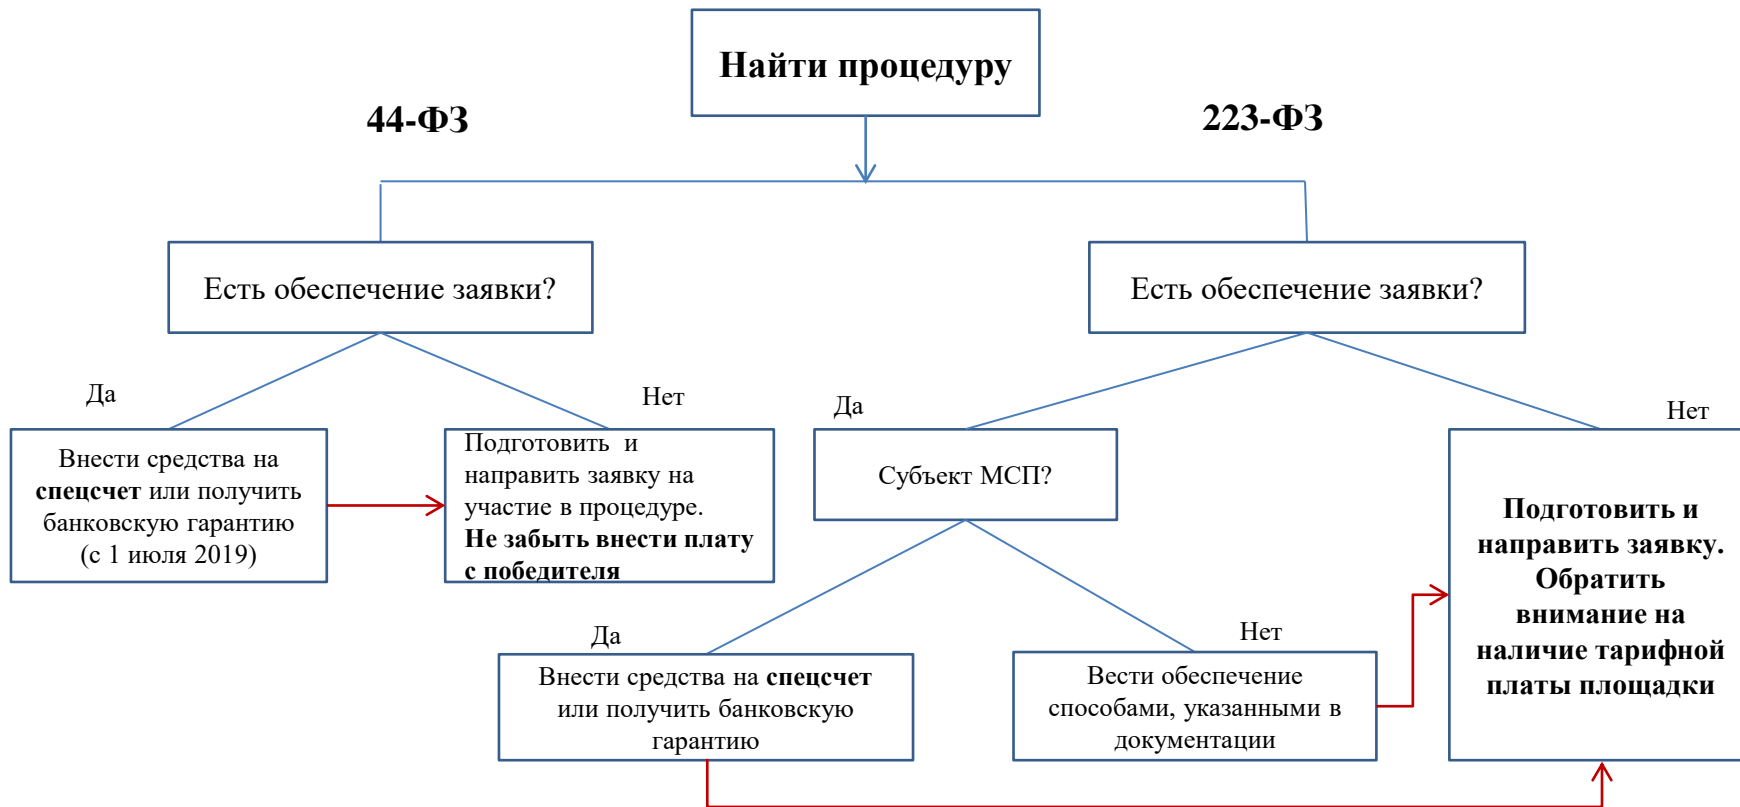 Найти процедуру
44-ФЗ
223-ФЗ
Есть обеспечение заявки?
Есть обеспечение заявки?
Да
Нет
Да
Нет
Внести средства на
спецсчет или получить
банковскую гарантию
(с 1 июля 2019)
Подготовить и
направить заявку на
участие в процедуре.
Не забыть внести плату
с победителя
Субъект МСП?
Подготовить и
направить заявку.
Обратить
внимание на
наличие тарифной
платы площадки
Да
Нет
Внести средства на спецсчет
или получить банковскую
гарантию
Вести обеспечение
способами, указанными в
документации